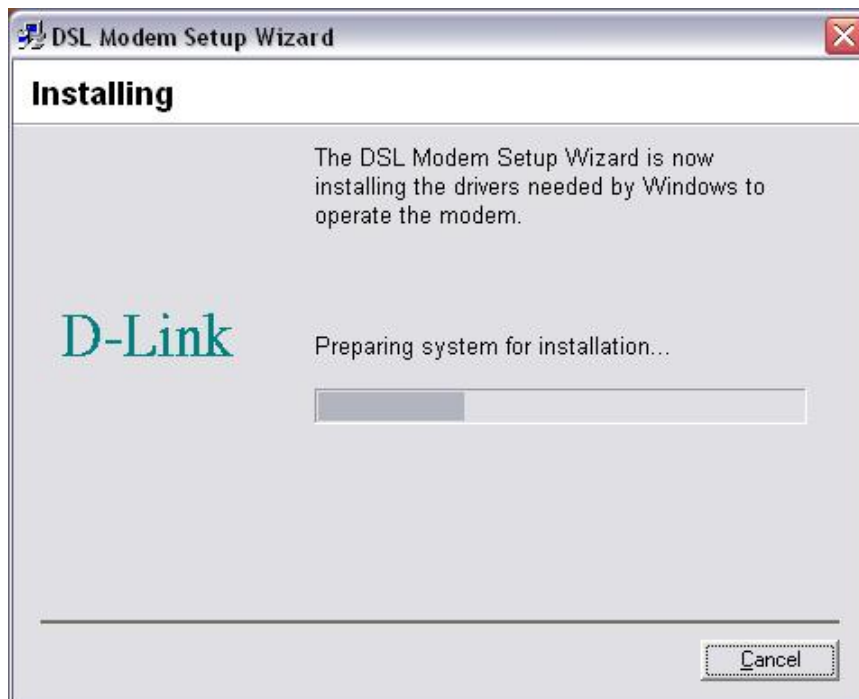 DSL Modem Setup Wizard
Installing
The DSL Modem Setup Wizard is now
installing the drivers needed by Windows to
operate the modem.
D-Link
Preparing system for installation...
Cancel